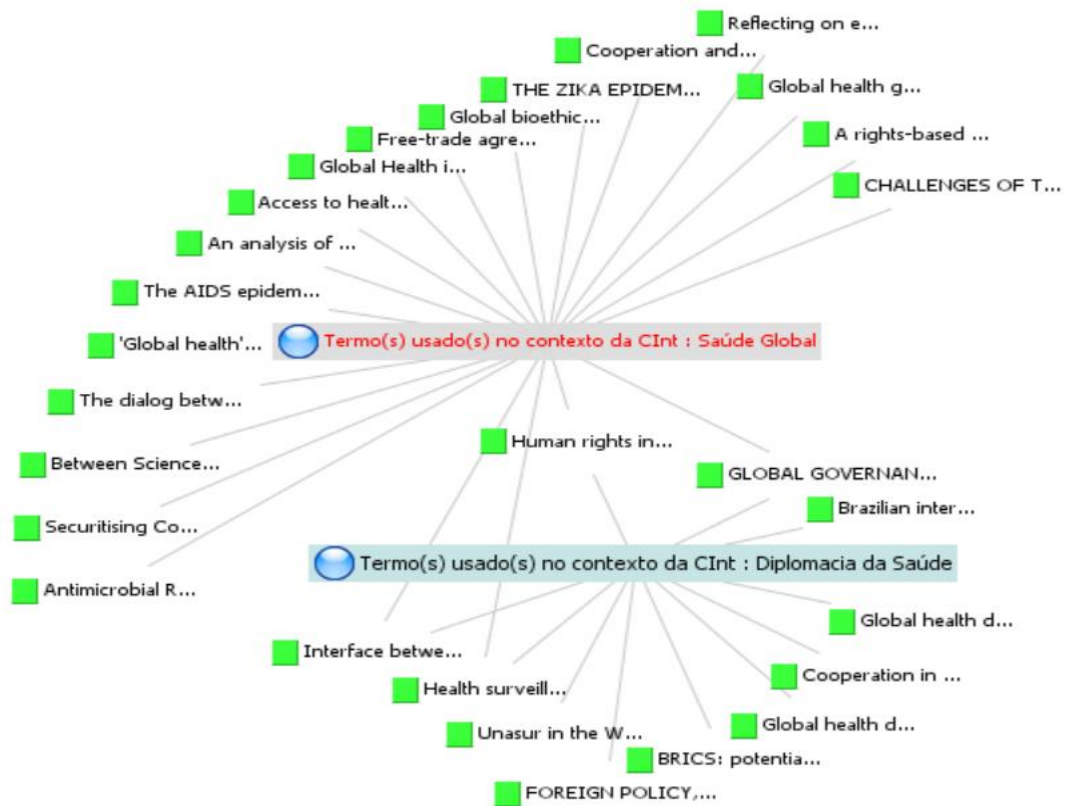 Reflecting on e...
Cooperation and...
THE ZIKA EPIDEM...
Global health g...
Global bioethic...
Free-trade agre...
A rights-based ...
Global Health i...
CHALLENGES OF T...
Access to healt...
An analysis of ...
The AIDS epidem...
'Global health'...
Termo(s) usado(s) no contexto da CInt : Saúde Global
The dialog betw...
Human rights in...
Between Science...
GLOBAL GOVERNAN...
Brazilian inter...
Securitising Co...
Termo(s) usado(s) no contexto da CInt : Diplomacia da Saúde
Antimicrobial R...
Global health d...
Interface betwe...
Cooperation in ...
Health surveill...
Global health d...
Unasur in the W...
BRICS: potentia...
FOREIGN POLICY,...